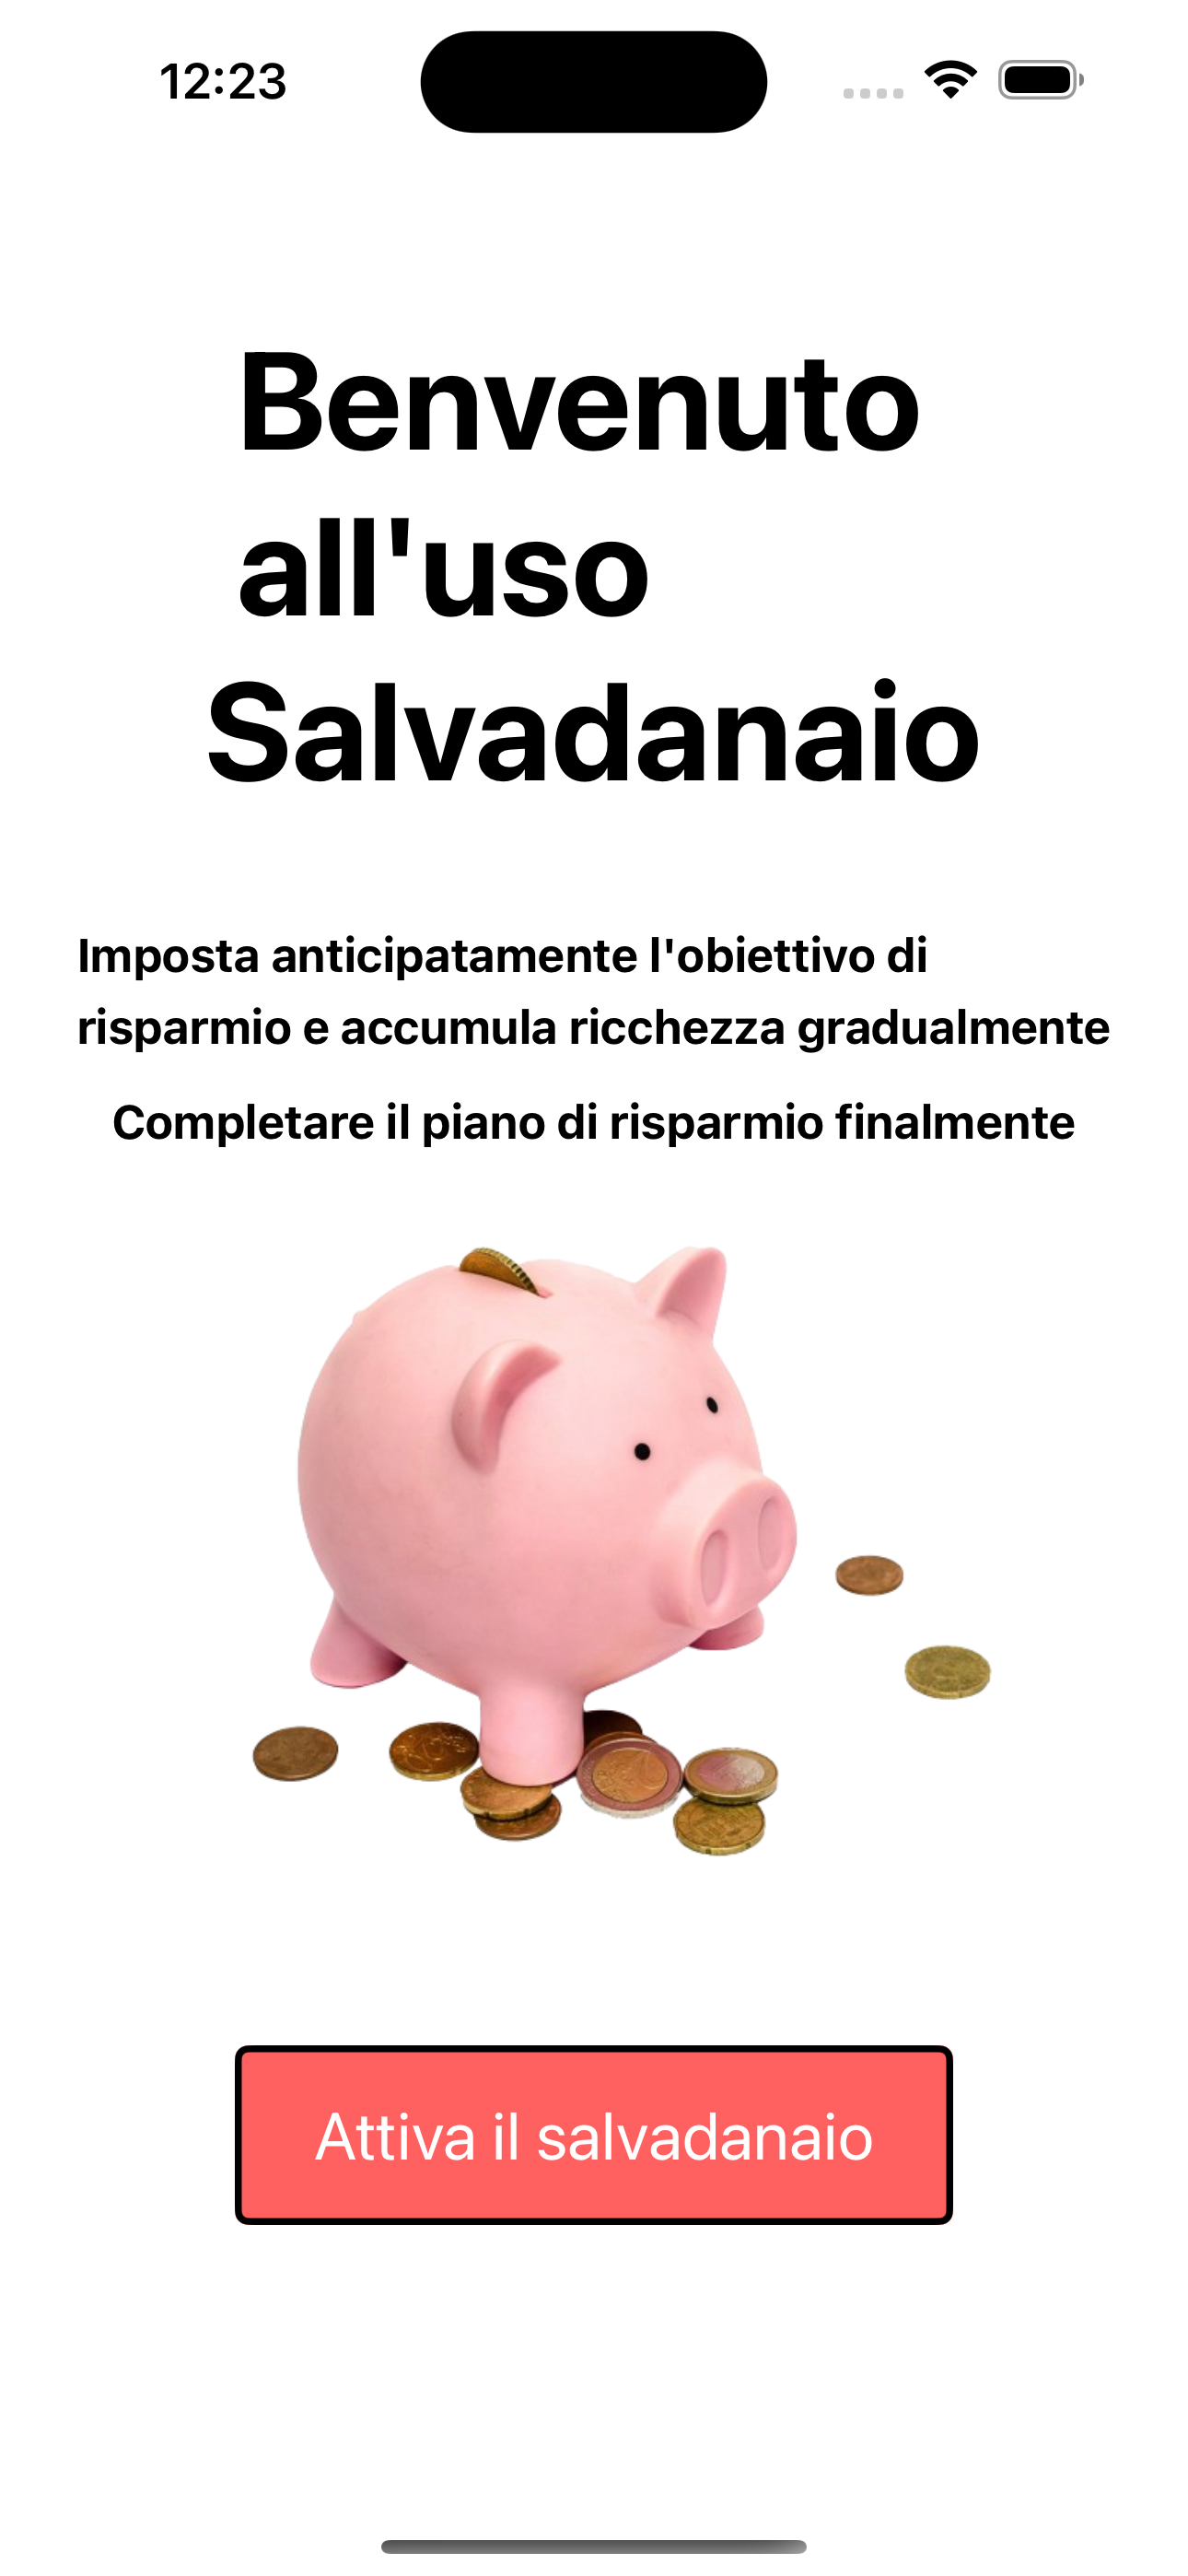 12:23
Benvenuto
all'uso
Salvadanaio
Imposta anticipatamente l'obiettivo di
risparmio e accumula ricchezza gradualmente
Completare il piano di risparmio finalmente
Attiva il salvadanaio